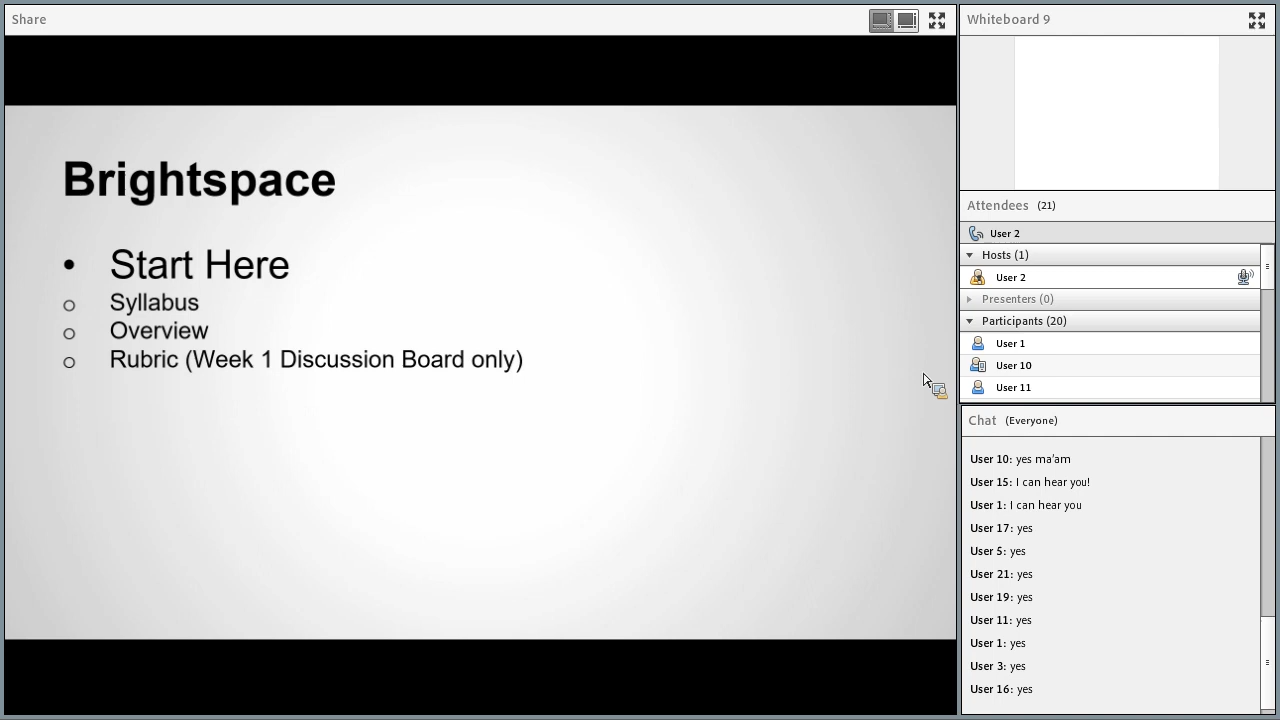 Share
Brightspace
• Start Here
o Syllabus
o Overview
o Rubric (Week 1 Discussion Board only)
Whiteboard 9
Attendees (21)
User 2
Hosts (1)
User 2
Presenters (0)
Participants (20)
User 1
User 10
User 11
Chat (Everyone)
User 10: yes ma'am
User 15: I can hear you!
User 1: I can hear you
User 17: yes
User 5: yes
User 21: yes
User 19: yes
User 11: yes
User 1: yes
User 3: yes
User 16: yes